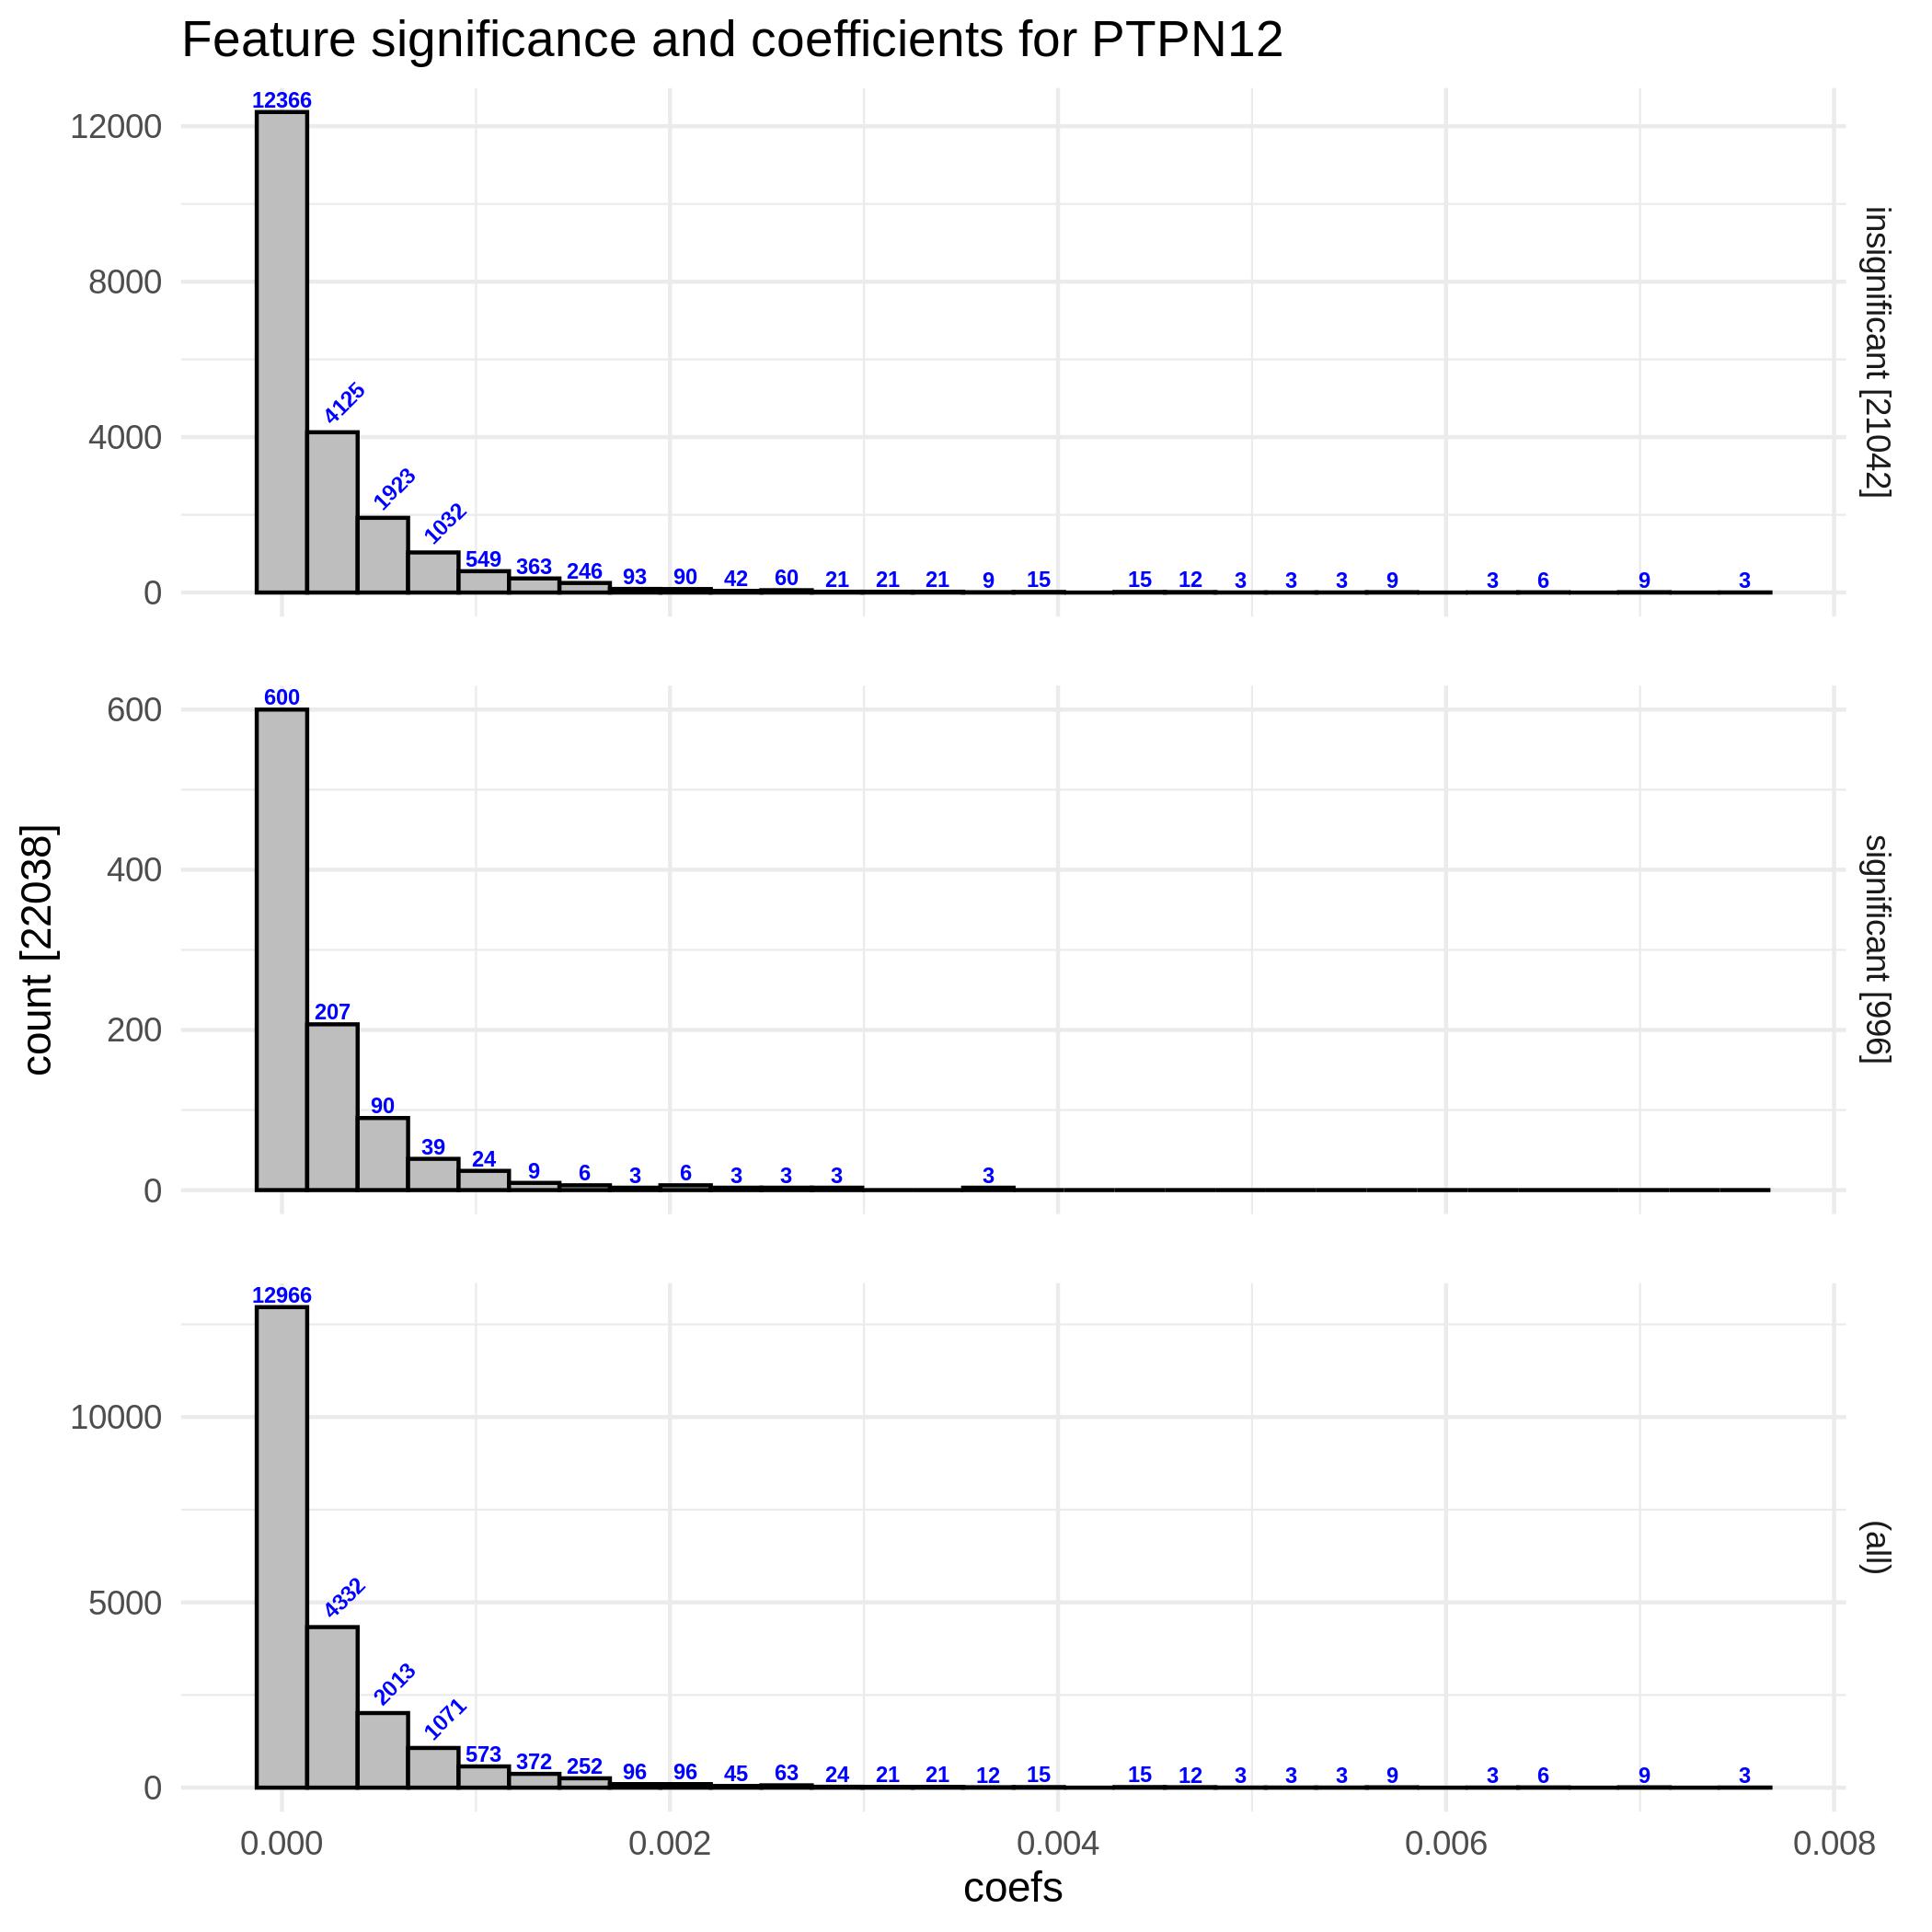 Feature significance and coefficients for PTPN12
12366
12000
8000
4000
0
4125
1923
1032
549 363 246 93 90 42 60 21 21 21 9 15 15 12 3 3 3 9 3 6 9 3
insignificant [21042]
count [22038]
600
600
400
200
0
207
90
39
24
9 6 3 6 3 3 3 3
significant [996]
12966
10000
5000
0
4332
2013
1071
573 372 252 96 96 45 63 24 21 21 12 15 15 12 3 3 3 9 3 6 9 3
(all)
0.000 0.002 0.004 0.006 0.008
coefs